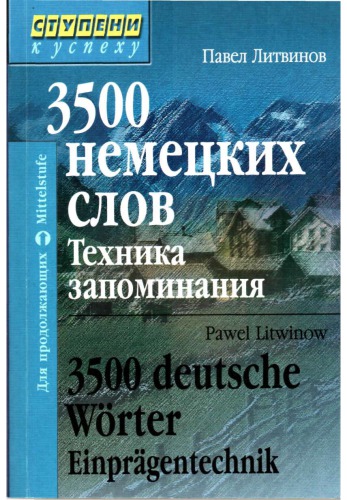 СТУПЕНИ
к успеху
Павел Литвинов
3500
немецких
слов
Техника
запоминания
Для продолжающих Mittelstufe
Pawel Litwinow
3500 deutsche
Wörter
Einprägentechnik